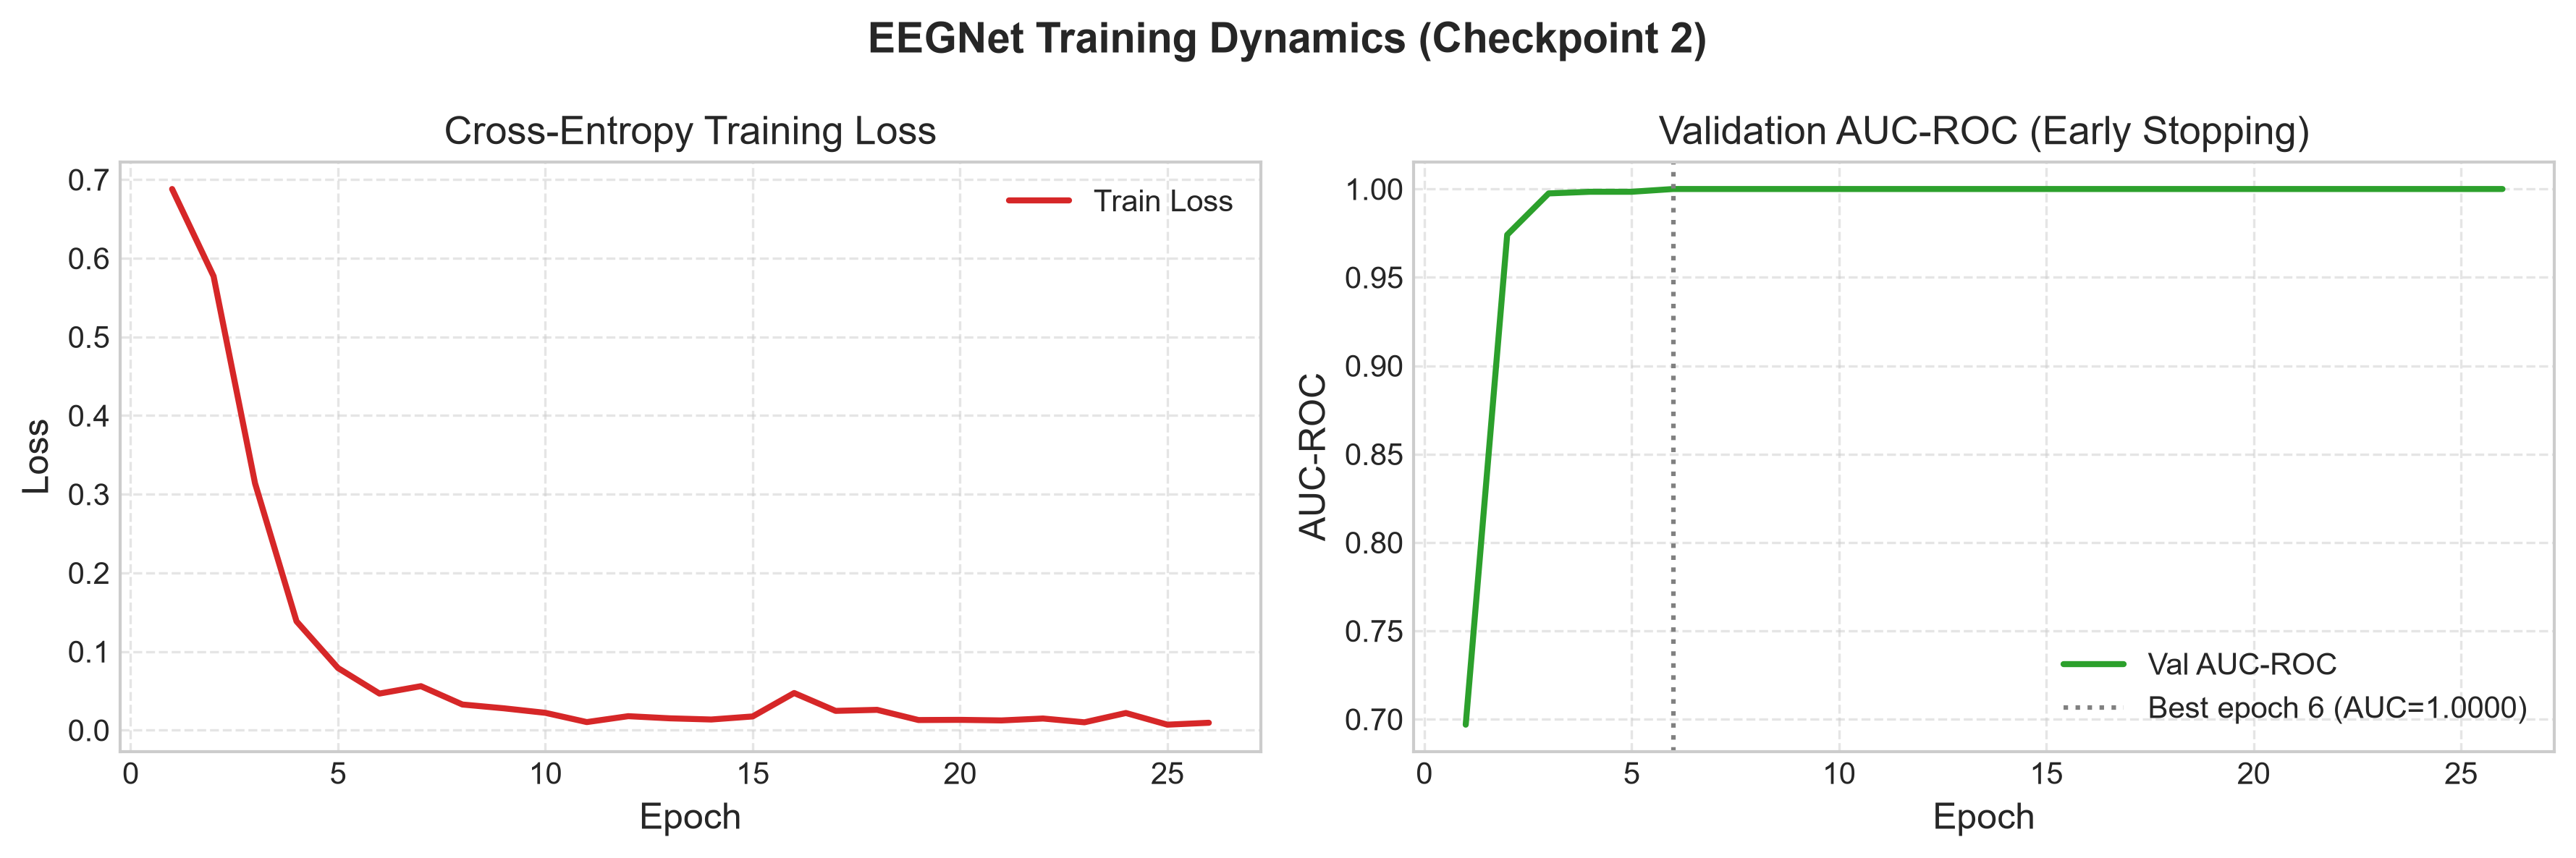 EEGNet Training Dynamics (Checkpoint 2)
Cross-Entropy Training Loss
Train Loss
0.7
0.6
0.5
0.4
0.3
0.2
0.1
0.0
Loss
0 5 10 15 20 25
Epoch
Validation AUC-ROC (Early Stopping)
1.00
0.95
0.90
0.85
0.80
0.75
0.70
AUC-ROC
Val AUC-ROC
Best epoch 6 (AUC=1.0000)
0 5 10 15 20 25
Epoch